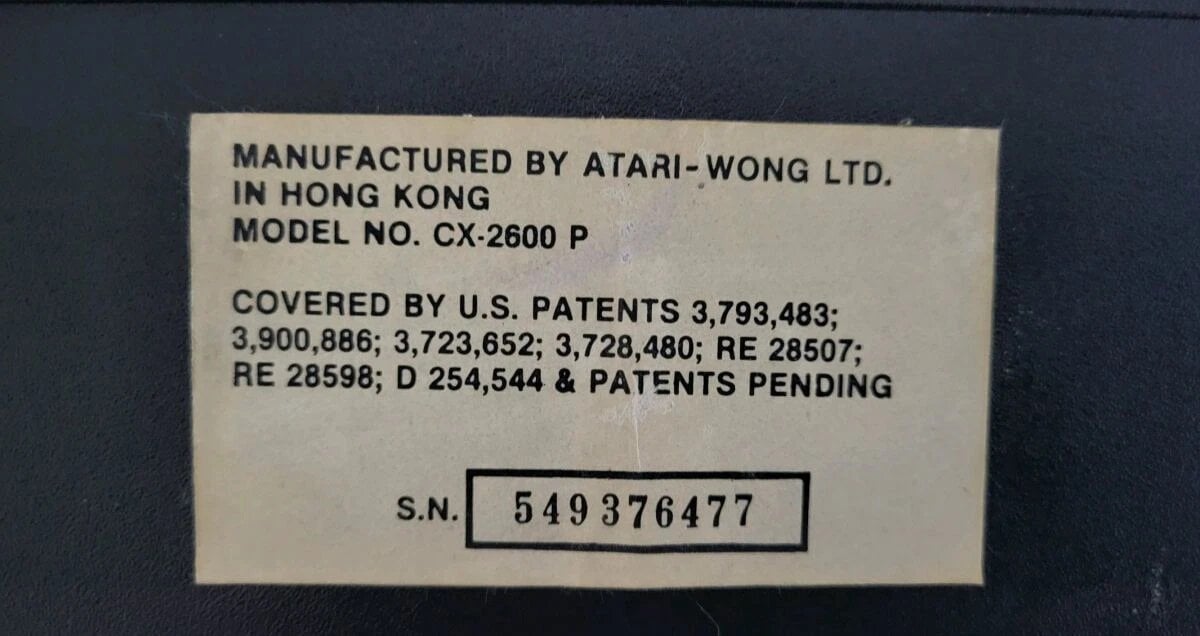 MANUFACTURED BY ATARI-WONG LTD.
IN HONG KONG
MODEL NO. CX-2600 P
COVERED BY U.S. PATENTS 3,793,483;
3,900,886; 3,723,652; 3,728,480; RE 28507;
RE 28598; D 254,544 & PATENTS PENDING
S.N. 549376477